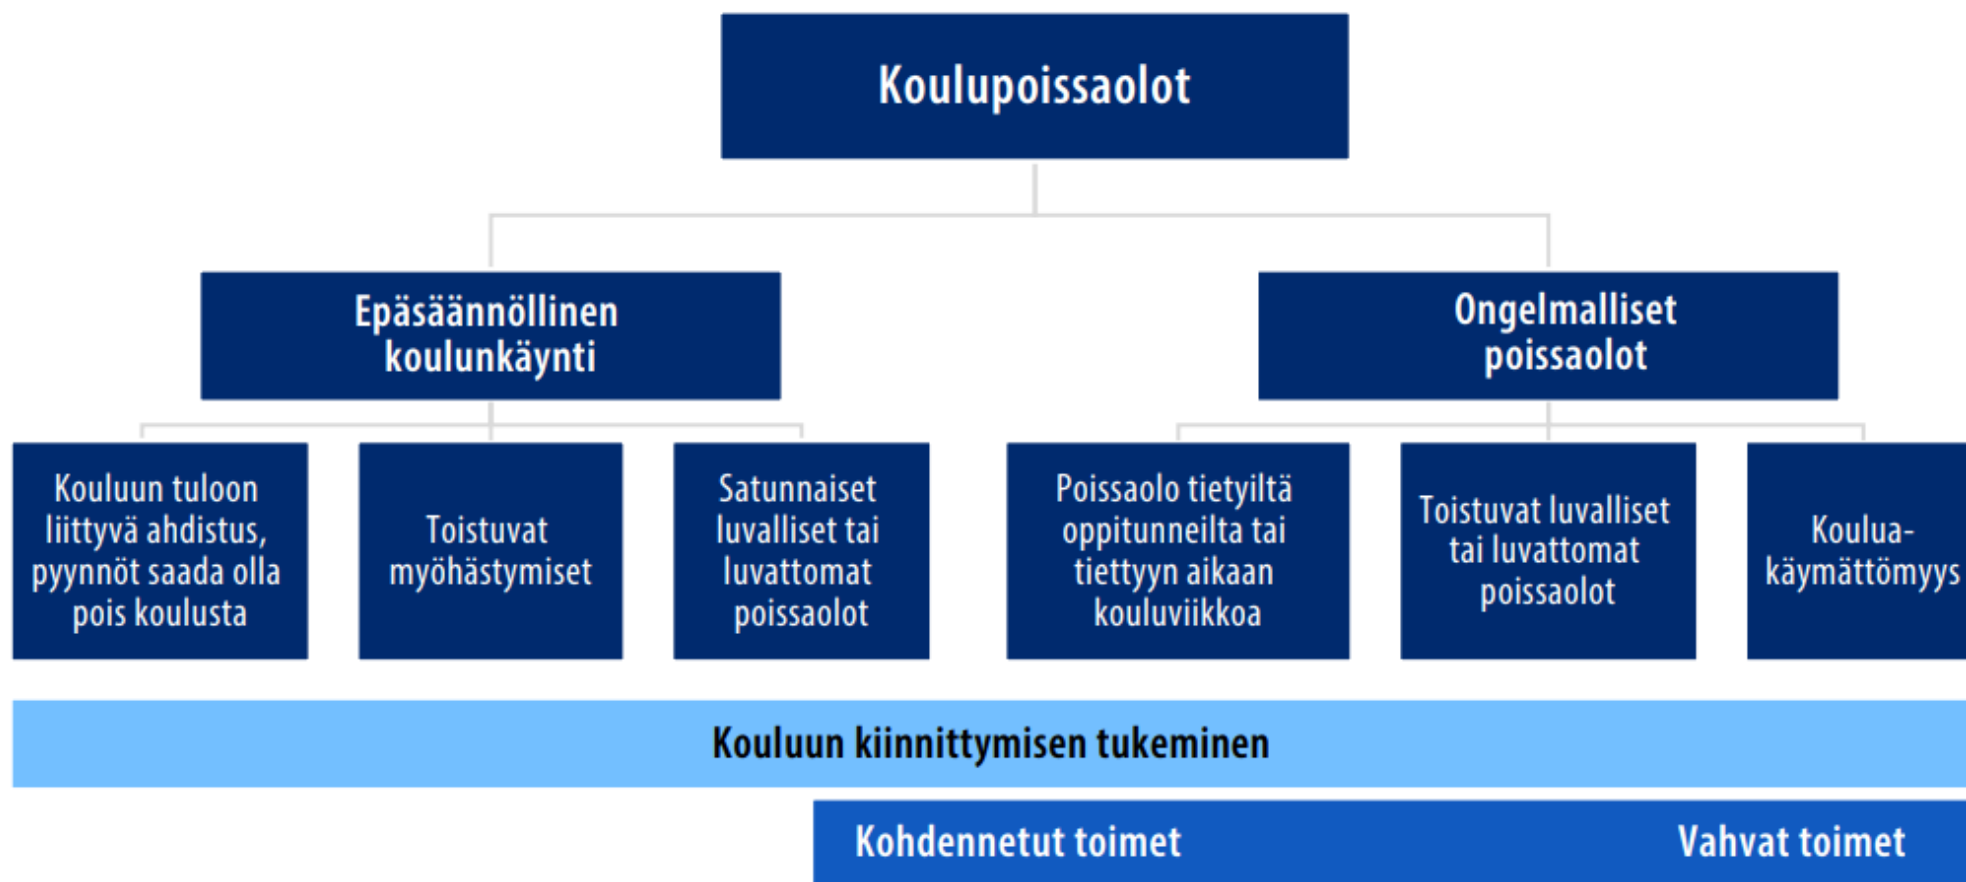 Koulupoissaolot
Epäsäännöllinen
koulunkäynti
Ongelmalliset
poissaolot
Kouluun tuloon
liittyvä ahdistus,
pyynnöt saada olla
pois koulusta
Toistuvat
myöhästymiset
Satunnaiset
luvalliset tai
luvattomat
poissaolot
Poissaolo tietyiltä
oppitunneilta tai
tiettyyn aikaan
kouluviikkoa
Toistuvat luvalliset
tai luvattomat
poissaolot
Koulua-
käymättömyys
Kouluun kiinnittymisen tukeminen
Kohdennetut toimet
Vahvat toimet